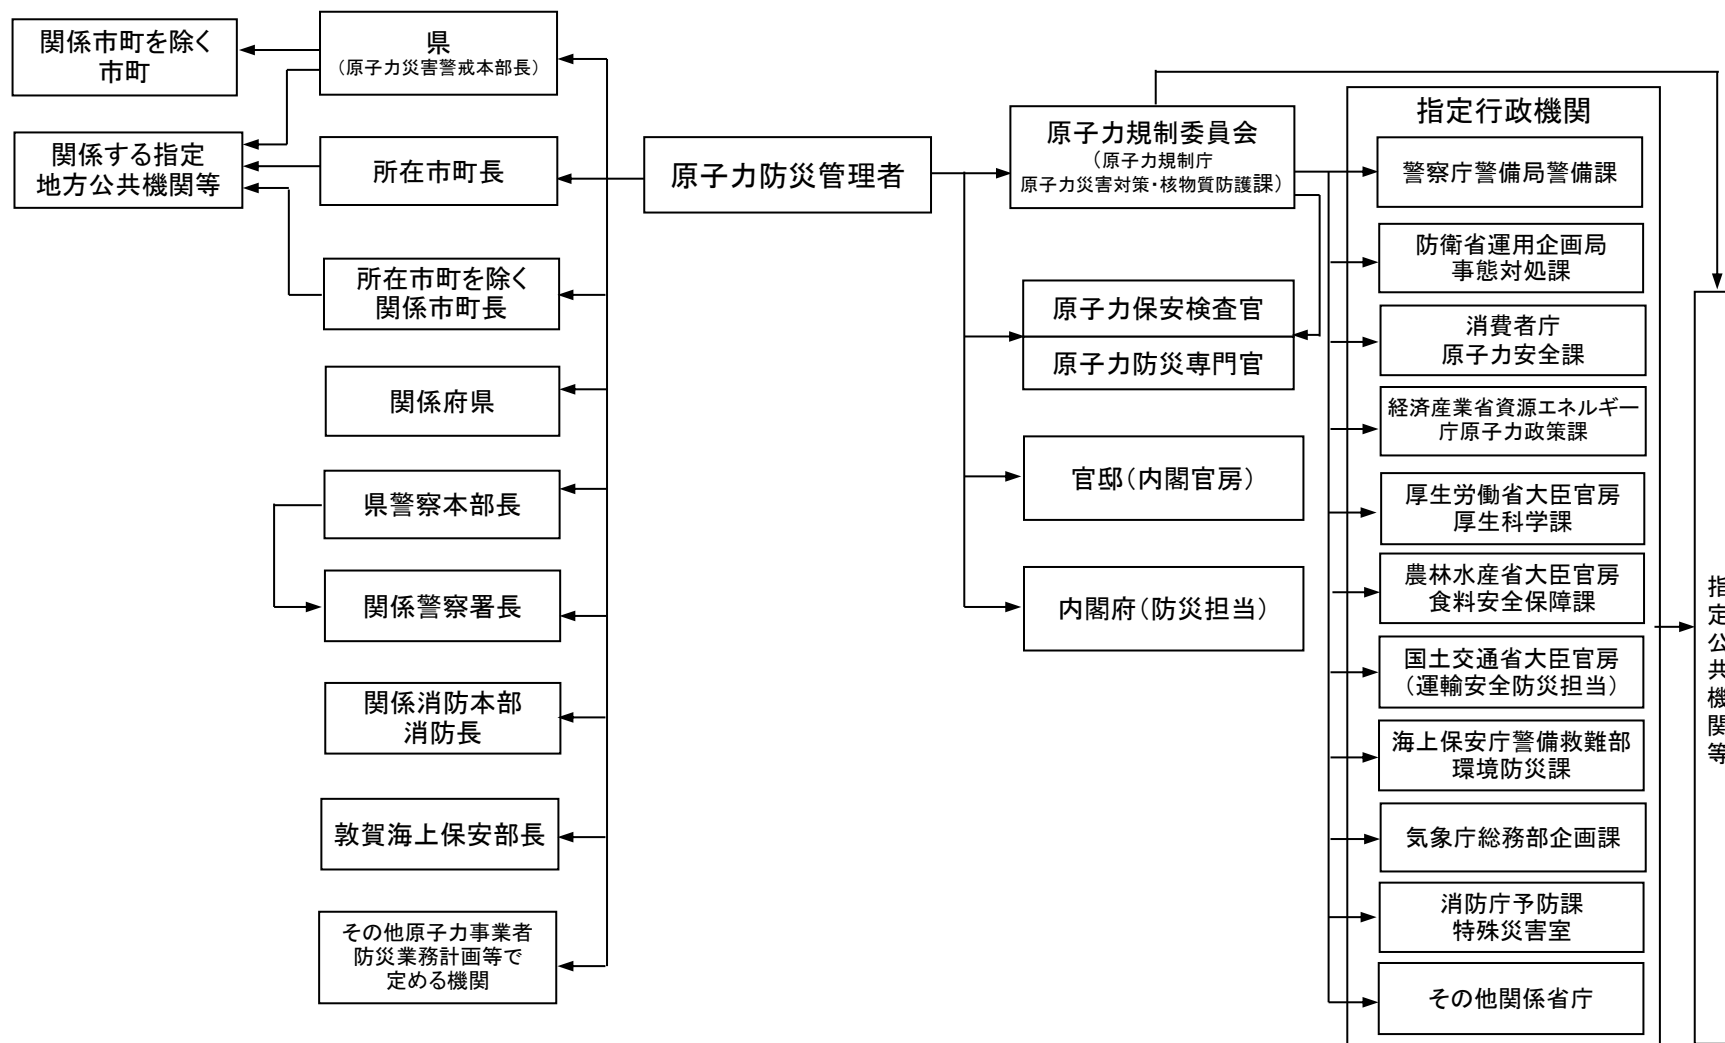 関係市町を除く
市町
県
（原子力災害警戒本部長）
関係する指定
地方公共機関等
所在市町長
所在市町を除く
関係市町長
関係府県
県警察本部長
関係警察署長
関係消防本部
消防長
敦賀海上保安部長
その他原子力事業者
防災業務計画等で
定める機関
原子力防災管理者
原子力規制委員会
（原子力規制庁
原子力災害対策・核物質防護課）
原子力保安検査官
原子力防災専門官
官邸（内閣官房）
内閣府（防災担当）
指定行政機関
警察庁警備局警備課
防衛省運用企画局
事態対処課
消費者庁
原子力安全課
経済産業省資源エネルギー
庁原子力政策課
厚生労働省大臣官房
厚生科学課
農林水産省大臣官房
食料安全保障課
国土交通省大臣官房
（運輸安全防災担当）
海上保安庁警備救難部
環境防災課
気象庁総務部企画課
消防庁予防課
特殊災害室
その他関係省庁
指定公共機関等